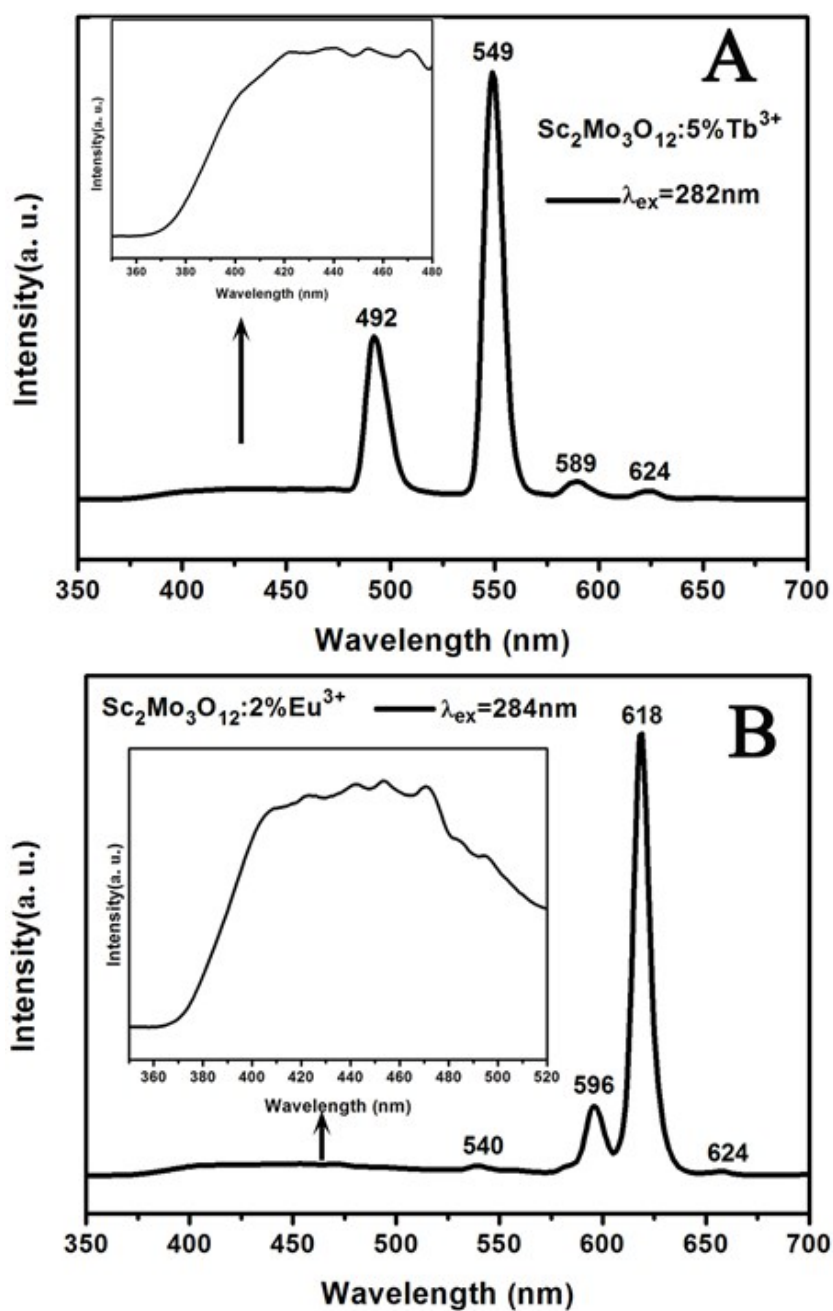 A
Sc₂Mo₃O₁₂:5%Tb³⁺
λex=282nm
549
492
589
624
Intensity(a. u.)
350 400 450 500 550 600 650 700
Wavelength (nm)
Intensity(a. u.)
360 380 400 420 440 460 480
Wavelength (nm)
B
Sc₂Mo₃O₁₂:2%Eu³⁺ λex=284nm
618
596
540
624
Intensity(a. u.)
350 400 450 500 550 600 650 700
Wavelength (nm)
Intensity(a. u.)
360 380 400 420 440 460 480 500 520
Wavelength (nm)